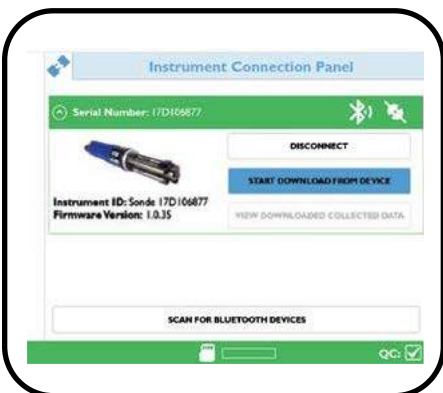 Instrument Connection Panel
Serial Number: 17D106877
DISCONNECT
START DOWNLOAD FROM DEVICE
Instrument ID: Sonde 17D106877
Firmware Version: 1.0.35
VIEW DOWNLOADED COLLECTED DATA
SCAN FOR BLUETOOTH DEVICES
QC: